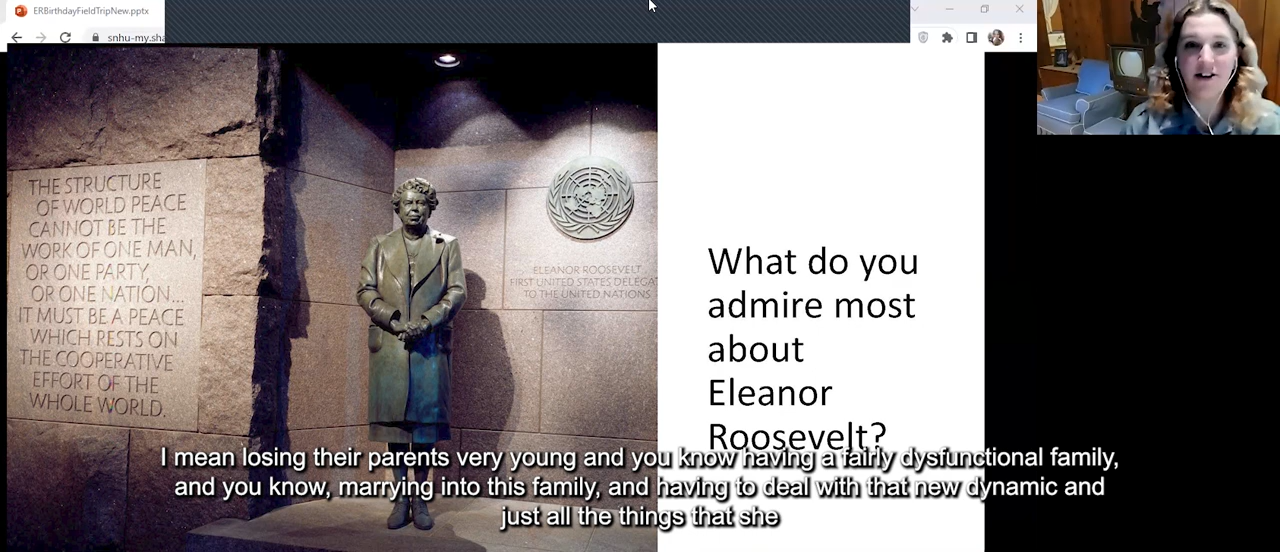 ERBirthdayFieldTripNew.pptx
snhu-my.sha
THE STRUCTURE
OF WORLD PEACE
CANNOT BE THE
WORK OF ONE MAN,
OR ONE PARTY,
OR ONE NATION...
IT MUST BE A PEACE
WHICH RESTS ON
THE COOPERATIVE
EFFORT OF THE
WHOLE WORLD.
ELEANOR ROOSEVELT
FIRST UNITED STATES DELEGAT
TO THE UNITED NATIONS
What do you
admire most
about
Eleanor
Roosevelt?
I mean losing their parents very young and you know having a fairly dysfunctional family,
and you know, marrying into this family, and having to deal with that new dynamic and
just all the things that she